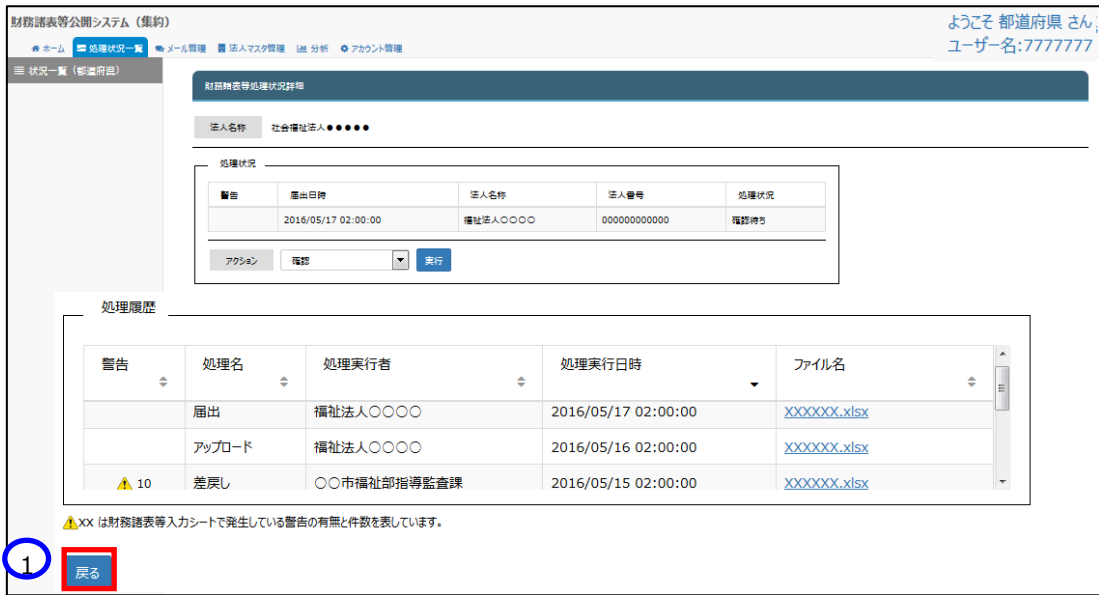 財務諸表等公開システム（集約）
ようこそ 都道府県 さん
ユーザー名:7777777
ホーム 処理状況一覧 メール管理 法人マスタ管理 分析 アカウント管理
状況一覧（都道府県）
財務諸表等処理状況詳細
法人名称 社会福祉法人●●●●●
処理状況
警告 届出日時 法人名称 法人番号 処理状況
2016/05/17 02:00:00 福祉法人〇〇〇〇 000000000000 確認待ち
アクション 確認 実行
処理履歴
警告 処理名 処理実行者 処理実行日時 ファイル名
届出 福祉法人〇〇〇〇 2016/05/17 02:00:00 XXXXXX.xlsx
アップロード 福祉法人〇〇〇〇 2016/05/16 02:00:00 XXXXXX.xlsx
10 差戻し 〇〇市福祉部指導監査課 2016/05/15 02:00:00 XXXXXX.xlsx
XX は財務諸表等入力シートで発生している警告の有無と件数を表しています。
1
戻る